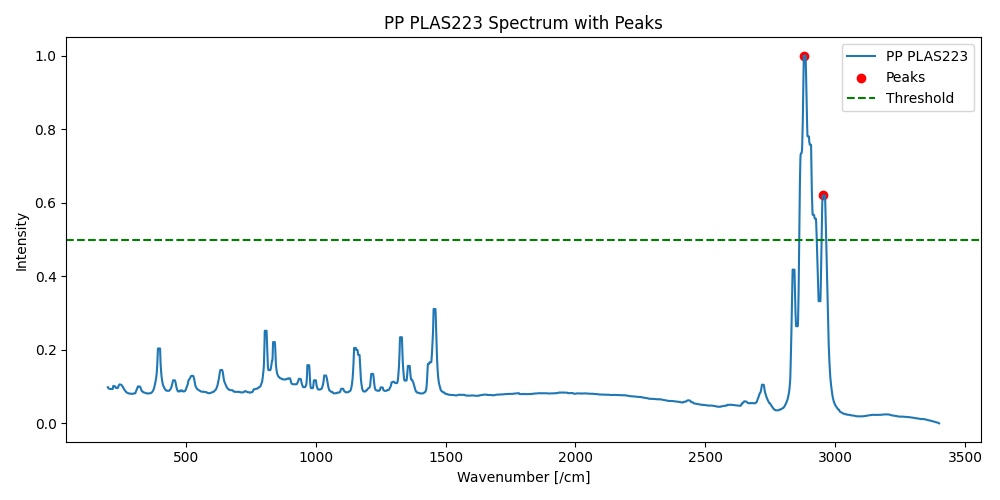 PP PLAS223 Spectrum with Peaks
PP PLAS223
Peaks
Threshold
Intensity
1.0
0.8
0.6
0.4
0.2
0.0
500 1000 1500 2000 2500 3000 3500
Wavenumber [/cm]